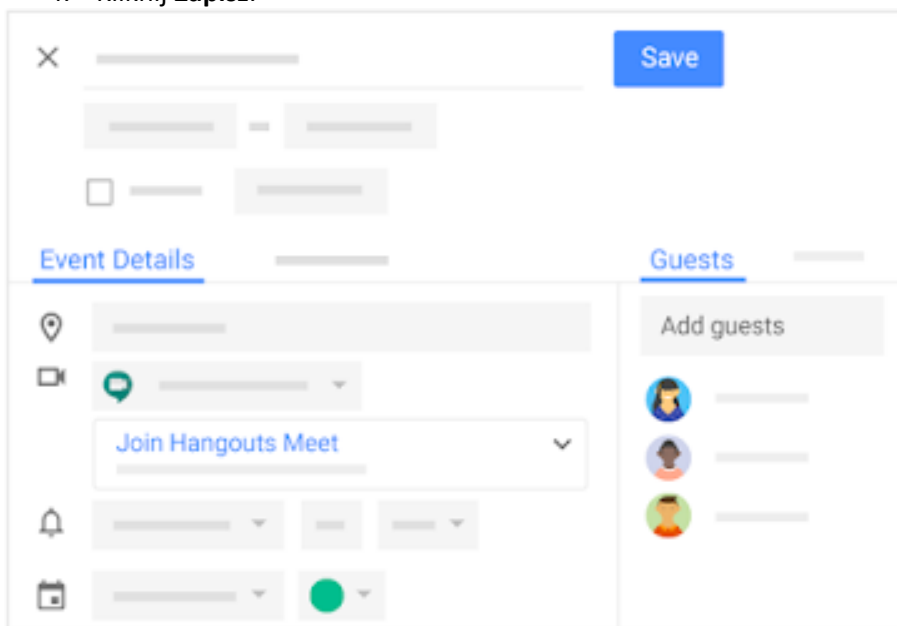 Save
Event Details
Guests
Add guests
Join Hangouts Meet